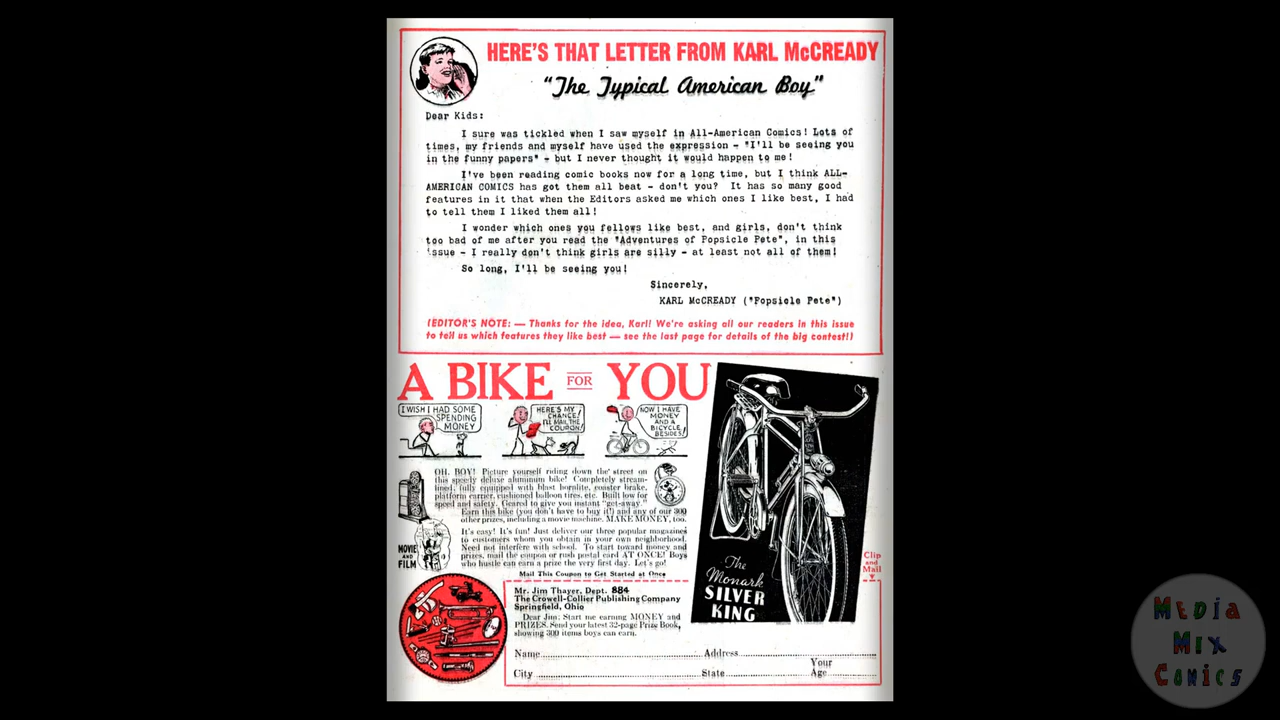 HERE'S THAT LETTER FROM KARL McCREADY
"The Typical American Boy"
Dear Kids:
I sure was tickled when I saw myself in All-American Comics! Lots of
times, my friends and myself have used the expression - "I'll be seeing you
in the funny papers" - but I never thought it would happen to me!
I've been reading comic books now for a long time, but I think ALL-
AMERICAN COMICS has got them all beat - don't you? It has so many good
features in it that when the Editors asked me which ones I like best, I had
to tell them I liked them all!
I wonder which ones you fellows like best, and girls, don't think
too bad of me after you read the "Adventures of Popsicle Pete", in this
issue - I really don't think girls are silly - at least not all of them!
So long, I'll be seeing you!
Sincerely,
KARL McCREADY ("Popsicle Pete")
(EDITOR'S NOTE: — Thanks for the idea, Karl! We're asking all our readers in this issue
to tell us which features they like best — see the last page for details of the big contest!)
A BIKE FOR YOU
I WISH I HAD SOME
SPENDING
MONEY
HERE'S MY
CHANCE!
I'LL MAIL THE
COUPON!
NOW I HAVE
MONEY
AND A
BICYCLE
BESIDES!
OH, BOY! Picture yourself riding down the street on
this speedy deluxe aluminum bike! Completely stream-
lined; fully equipped with blast hornlite, coaster brake,
platform carrier, cushioned balloon tires, etc. Built low for
speed and safety. Geared to give you instant "get-away."
Earn this bike (you don't have to buy it!) and any of our 300
other prizes, including a movie machine. MAKE MONEY, too.
It's easy! It's fun! Just deliver our three popular magazines
to customers whom you obtain in your own neighborhood.
Need not interfere with school. To start toward money and
prizes, mail the coupon or rush postal card AT ONCE! Boys
who hustle can earn a prize the very first day. Let's go!
MOVIE
AND
FILM
Mail This Coupon to Get Started at Once
The
Monark
SILVER
KING
Clip
and
Mail
Mr. Jim Thayer, Dept. 884
The Crowell-Collier Publishing Company
Springfield, Ohio
Dear Jim: Start me earning MONEY and
PRIZES. Send your latest 32-page Prize Book,
showing 300 items boys can earn.
Name Address
City State Your Age
MEDIA
MIX
COMICS